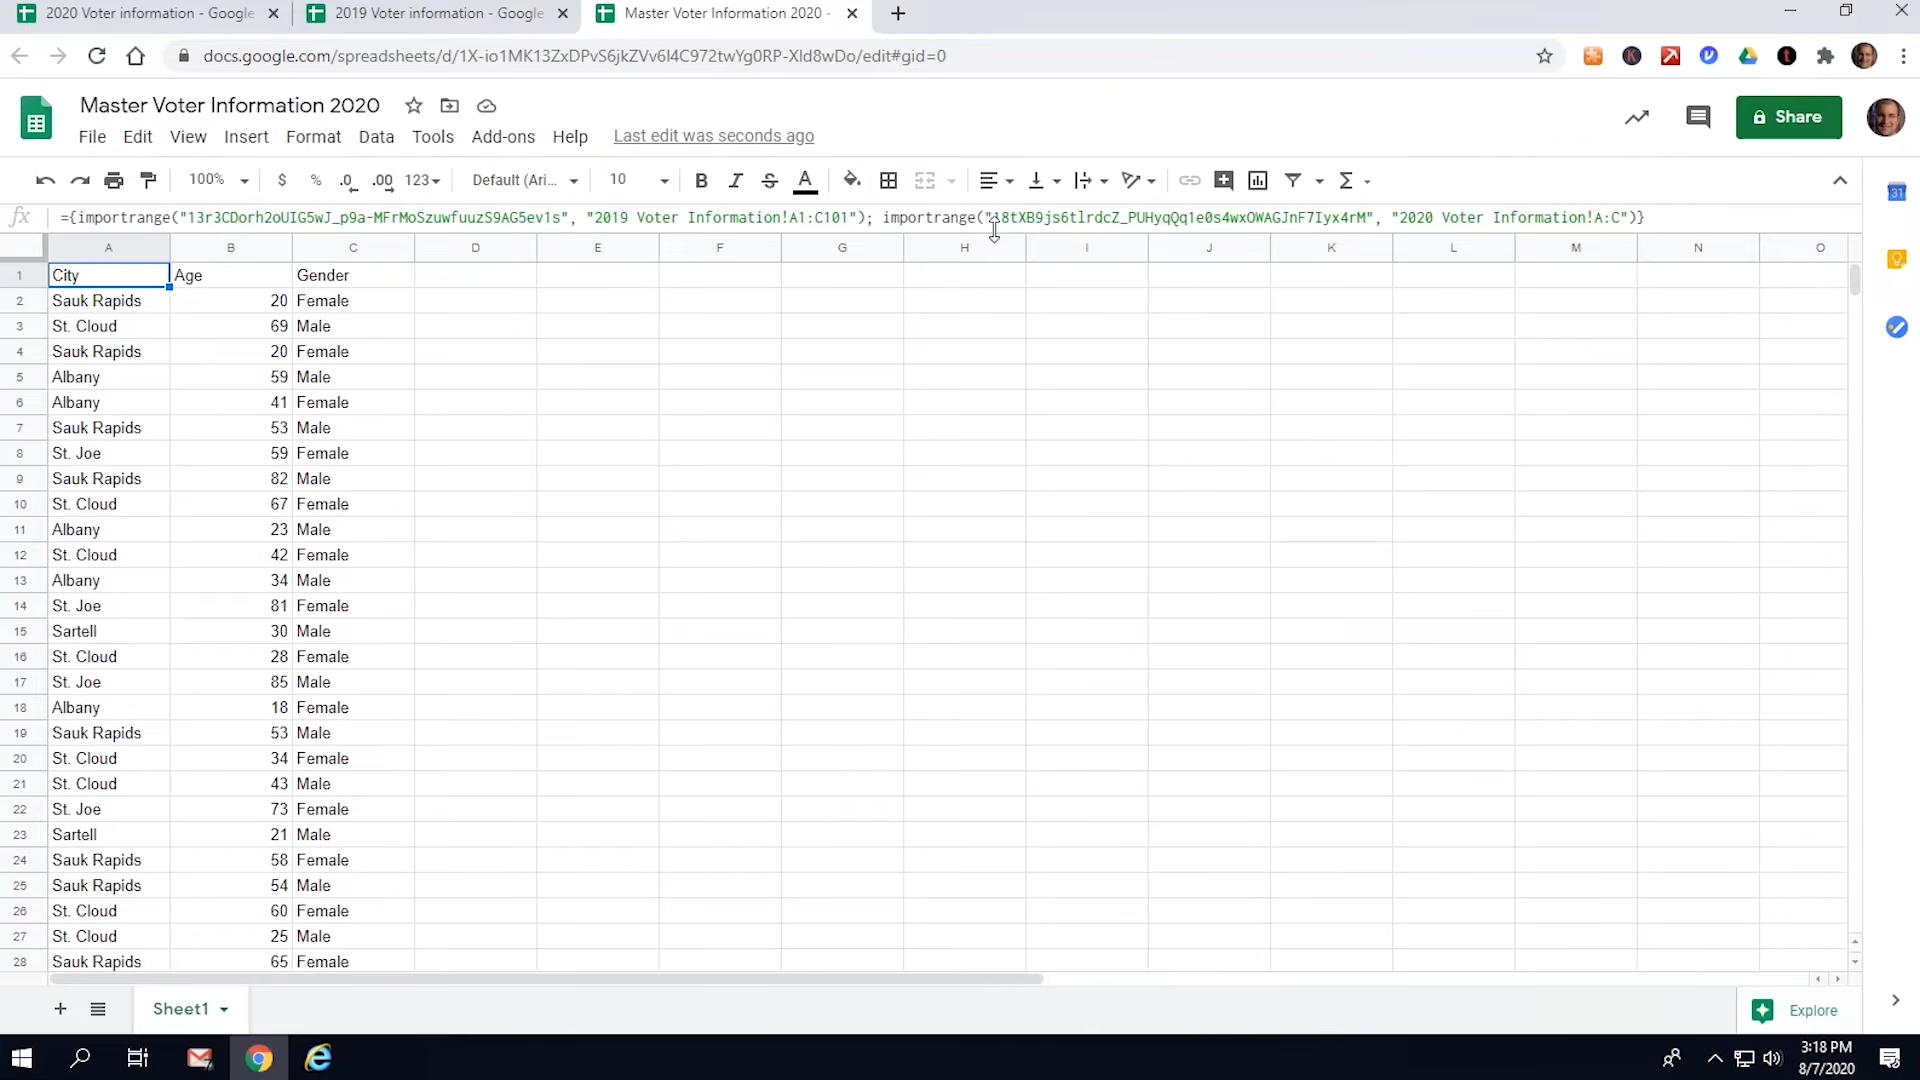 2020 Voter information - Google
2019 Voter information - Google
Master Voter Information 2020 -
docs.google.com/spreadsheets/d/1X-io1MK13ZxDPvS6jkZVv6I4C972twYg0RP-XId8wDo/edit#gid=0
Master Voter Information 2020
File Edit View Insert Format Data Tools Add-ons Help Last edit was seconds ago
Share
100% $ % .0 .00 123 Default (Ari... 10 B I S A Σ
31
fx ={importrange("13r3CDorh2oUIG5wJ_p9a-MFrMoSzuwfuuzS9AG5ev1s", "2019 Voter Information!A1:C101"); importrange("18tXB9js6tlrdcZ_PUHyqQq1e0s4wxOWAGJnF7Iyx4rM", "2020 Voter Information!A:C")}
A B C D E F G H I J K L M N O
1 City Age Gender
2 Sauk Rapids 20 Female
3 St. Cloud 69 Male
4 Sauk Rapids 20 Female
5 Albany 59 Male
6 Albany 41 Female
7 Sauk Rapids 53 Male
8 St. Joe 59 Female
9 Sauk Rapids 82 Male
10 St. Cloud 67 Female
11 Albany 23 Male
12 St. Cloud 42 Female
13 Albany 34 Male
14 St. Joe 81 Female
15 Sartell 30 Male
16 St. Cloud 28 Female
17 St. Joe 85 Male
18 Albany 18 Female
19 Sauk Rapids 53 Male
20 St. Cloud 34 Female
21 St. Cloud 43 Male
22 St. Joe 73 Female
23 Sartell 21 Male
24 Sauk Rapids 58 Female
25 Sauk Rapids 54 Male
26 St. Cloud 60 Female
27 St. Cloud 25 Male
28 Sauk Rapids 65 Female
Sheet1
Explore
3:18 PM
8/7/2020